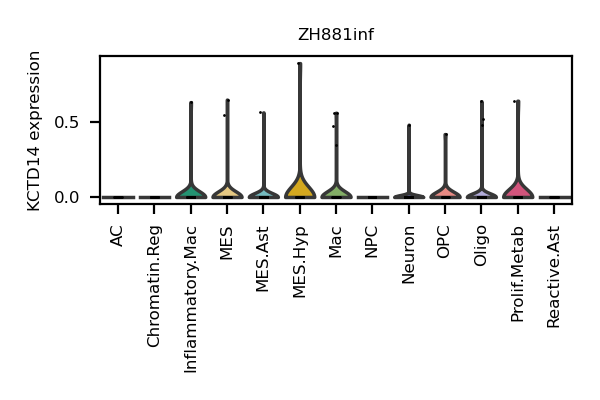 ZH881inf
KCTD14 expression
0.5
0.0
AC
Chromatin.Reg
Inflammatory.Mac
MES
MES.Ast
MES.Hyp
Mac
NPC
Neuron
OPC
Oligo
Prolif.Metab
Reactive.Ast